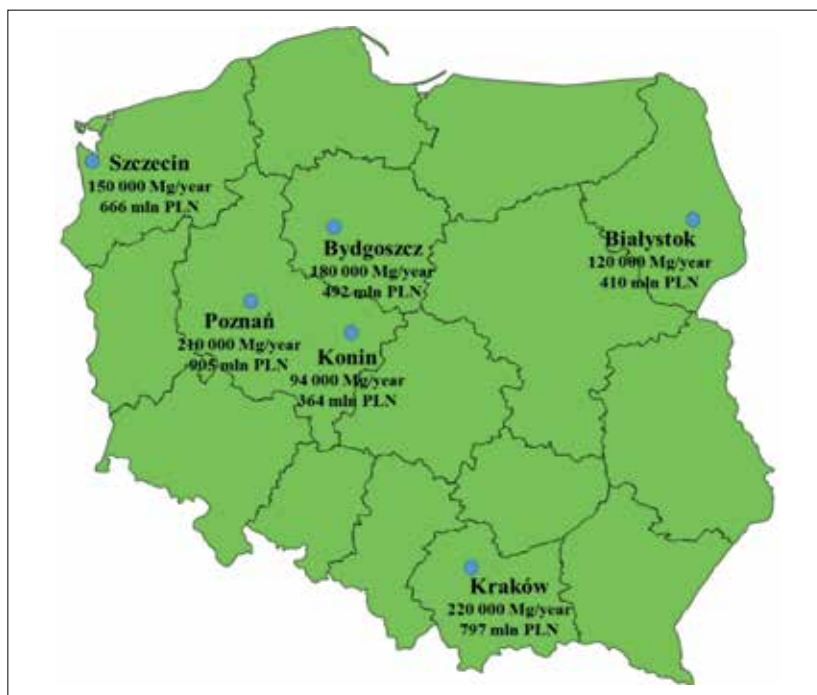 Szczecin
150 000 Mg/year
666 mln PLN
Bydgoszcz
180 000 Mg/year
492 mln PLN
Białystok
120 000 Mg/year
410 mln PLN
Poznań
210 000 Mg/year
905 mln PLN
Konin
94 000 Mg/year
364 mln PLN
Kraków
220 000 Mg/year
797 mln PLN